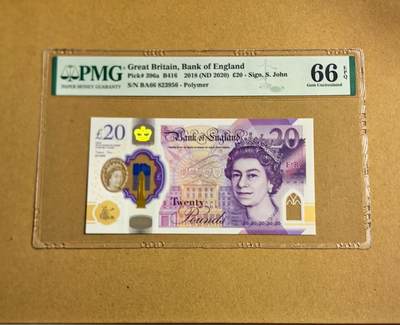 PMG
PAPER MONEY GUARANTY
Great Britain, Bank of England
Pick# 396a B416 2018 (ND 2020) £20 - Sign. S. John
S/N BA66 823956 - Polymer
66 EPQ
Gem Uncirculated
£20
Bank of England
20
Twenty
Pounds